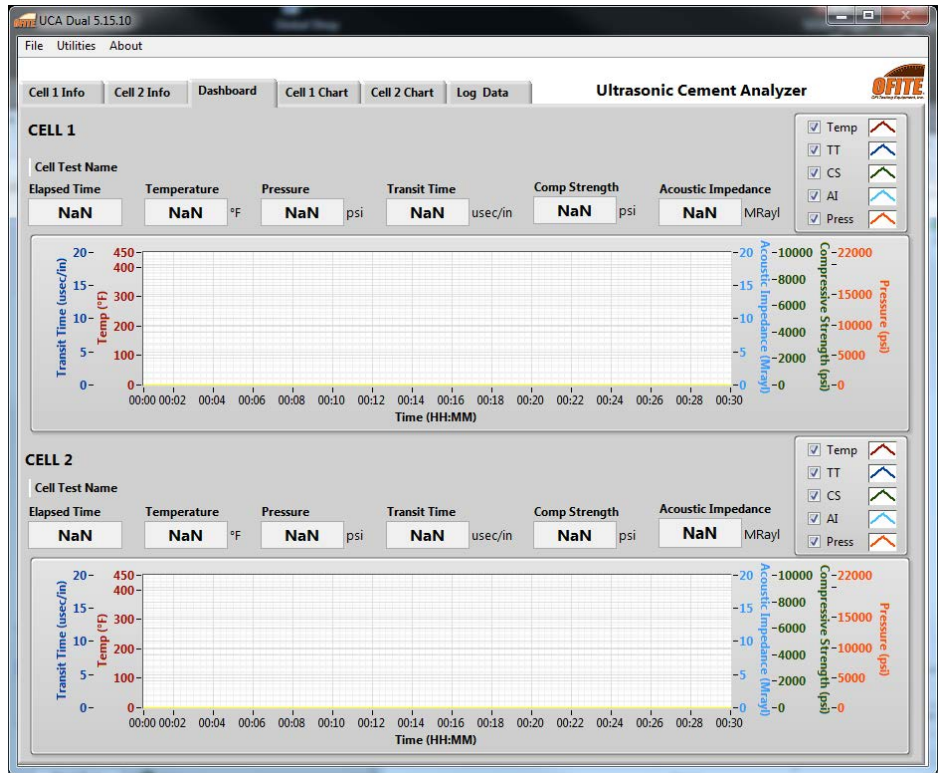 UCA Dual 5.15.10
File Utilities About
Cell 1 Info Cell 2 Info Dashboard Cell 1 Chart Cell 2 Chart Log Data Ultrasonic Cement Analyzer OFITE
CELL 1
Cell Test Name
Elapsed Time Temperature Pressure Transit Time Comp Strength Acoustic Impedance
NaN NaN °F NaN psi NaN usec/in NaN psi NaN MRayl
Temp
TT
CS
AI
Press
Transit Time (usec/in)
20
15
10
5
0
Temp (°F)
450
400
300
200
100
0
20
15
10
5
0
Acoustic Impedance (Mrayl)
10000
8000
6000
4000
2000
0
Compressive Strength (psi)
22000
15000
10000
5000
0
Pressure (psi)
00:00 00:02 00:04 00:06 00:08 00:10 00:12 00:14 00:16 00:18 00:20 00:22 00:24 00:26 00:28 00:30
Time (HH:MM)
CELL 2
Cell Test Name
Elapsed Time Temperature Pressure Transit Time Comp Strength Acoustic Impedance
NaN NaN °F NaN psi NaN usec/in NaN psi NaN MRayl
Temp
TT
CS
AI
Press
Transit Time (usec/in)
20
15
10
5
0
Temp (°F)
450
400
300
200
100
0
20
15
10
5
0
Acoustic Impedance (Mrayl)
10000
8000
6000
4000
2000
0
Compressive Strength (psi)
22000
15000
10000
5000
0
Pressure (psi)
00:00 00:02 00:04 00:06 00:08 00:10 00:12 00:14 00:16 00:18 00:20 00:22 00:24 00:26 00:28 00:30
Time (HH:MM)